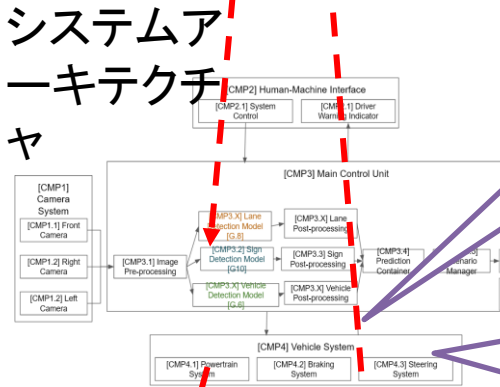 システムア
ーキテクチ
ャ
[CMP2] Human-Machine Interface
[CMP2.1] System
Control
[CMP2.1] Driver
Warning Indicator
[CMP3] Main Control Unit
[CMP1]
Camera
System
[CMP1.1] Front
Camera
[CMP1.2] Right
Camera
[CMP1.2] Left
Camera
[CMP3.1] Image
Pre-processing
[CMP3.X] Lane
Detection Model
[G.8]
[CMP3.2] Sign
Detection Model
[G10]
[CMP3.X] Vehicle
Detection Model
[G.6]
[CMP3.X] Lane
Post-processing
[CMP3.3] Sign
Post-processing
[CMP3.X] Vehicle
Post-processing
[CMP3.4]
Prediction
Container
Scenario
Manager
[CMP4] Vehicle System
[CMP4.1] Powertrain
System
[CMP4.2] Braking
System
[CMP4.3] Steering
System